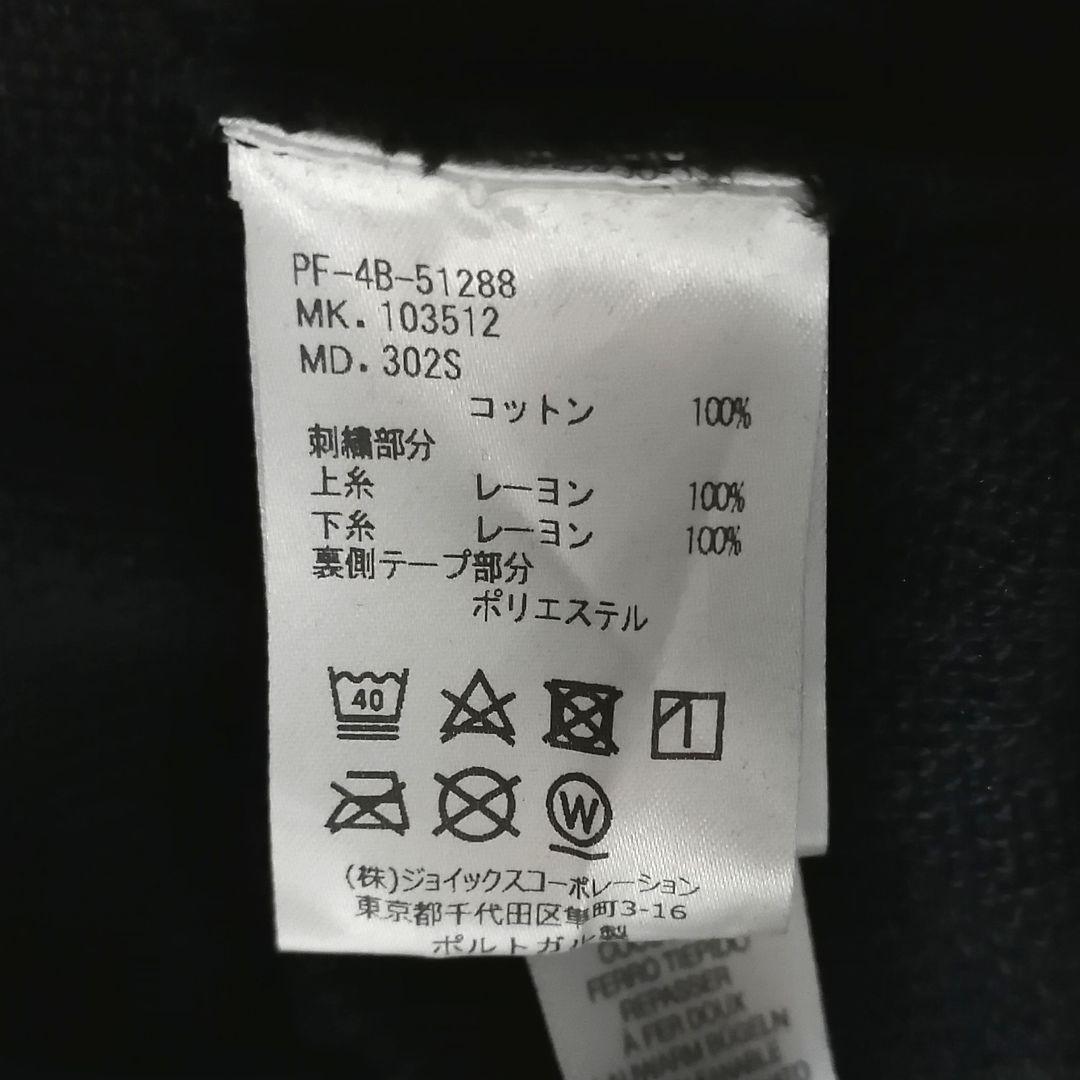 PF-4B-51288
MK. 103512
MD. 302S
コットン 100%
刺繍部分
上糸 レーヨン 100%
下糸 レーヨン 100%
裏側テープ部分
ポリエステル
40
W
(株)ジョイックスコーポレーション
東京都千代田区隼町3-16
ポルトガル製
FERRO TIEPIDO
REPASSER
À FER DOUX
LAUWARM BÜGELN